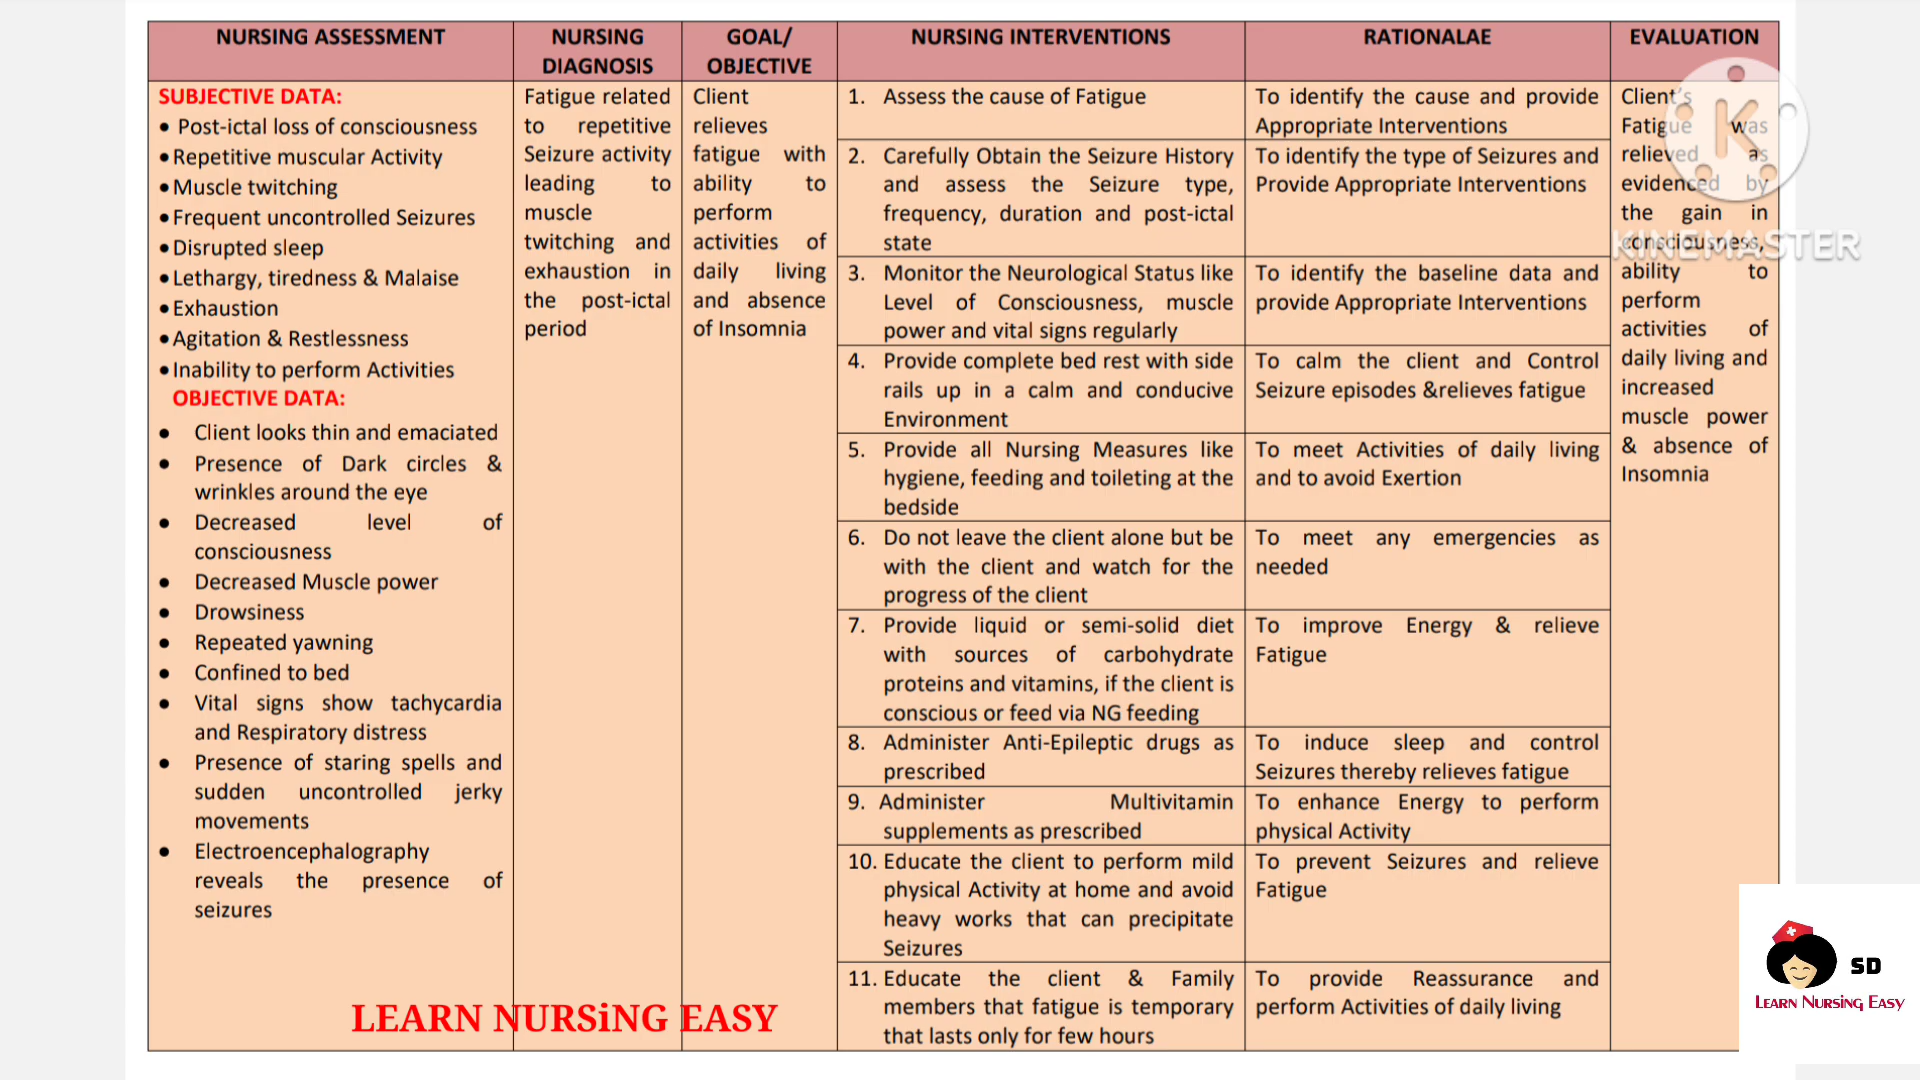 NURSING ASSESSMENT
NURSING
DIAGNOSIS
GOAL/
OBJECTIVE
NURSING INTERVENTIONS
RATIONALAE
EVALUATION
SUBJECTIVE DATA:
• Post-ictal loss of consciousness
• Repetitive muscular Activity
• Muscle twitching
• Frequent uncontrolled Seizures
• Disrupted sleep
• Lethargy, tiredness & Malaise
• Exhaustion
• Agitation & Restlessness
• Inability to perform Activities
OBJECTIVE DATA:
• Client looks thin and emaciated
• Presence of Dark circles &
wrinkles around the eye
• Decreased level of
consciousness
• Decreased Muscle power
• Drowsiness
• Repeated yawning
• Confined to bed
• Vital signs show tachycardia
and Respiratory distress
• Presence of staring spells and
sudden uncontrolled jerky
movements
• Electroencephalography
reveals the presence of
seizures
Fatigue related
to repetitive
Seizure activity
leading to
muscle
twitching and
exhaustion in
the post-ictal
period
Client
relieves
fatigue with
ability to
perform
activities of
daily living
and absence
of Insomnia
1. Assess the cause of Fatigue
To identify the cause and provide
Appropriate Interventions
2. Carefully Obtain the Seizure History
and assess the Seizure type,
frequency, duration and post-ictal
state
To identify the type of Seizures and
Provide Appropriate Interventions
3. Monitor the Neurological Status like
Level of Consciousness, muscle
power and vital signs regularly
To identify the baseline data and
provide Appropriate Interventions
4. Provide complete bed rest with side
rails up in a calm and conducive
Environment
To calm the client and Control
Seizure episodes &relieves fatigue
5. Provide all Nursing Measures like
hygiene, feeding and toileting at the
bedside
To meet Activities of daily living
and to avoid Exertion
6. Do not leave the client alone but be
with the client and watch for the
progress of the client
To meet any emergencies as
needed
7. Provide liquid or semi-solid diet
with sources of carbohydrate
proteins and vitamins, if the client is
conscious or feed via NG feeding
To improve Energy & relieve
Fatigue
8. Administer Anti-Epileptic drugs as
prescribed
To induce sleep and control
Seizures thereby relieves fatigue
9. Administer Multivitamin
supplements as prescribed
To enhance Energy to perform
physical Activity
10. Educate the client to perform mild
physical Activity at home and avoid
heavy works that can precipitate
Seizures
To prevent Seizures and relieve
Fatigue
11. Educate the client & Family
members that fatigue is temporary
that lasts only for few hours
To provide Reassurance and
perform Activities of daily living
Client's
Fatigue was
relieved as
evidenced by
the gain in
consciousness,
ability to
perform
activities of
daily living and
increased
muscle power
& absence of
Insomnia
K
KINEMASTER
LEARN NURSiNG EASY
SD
LEARN NURSING EASY